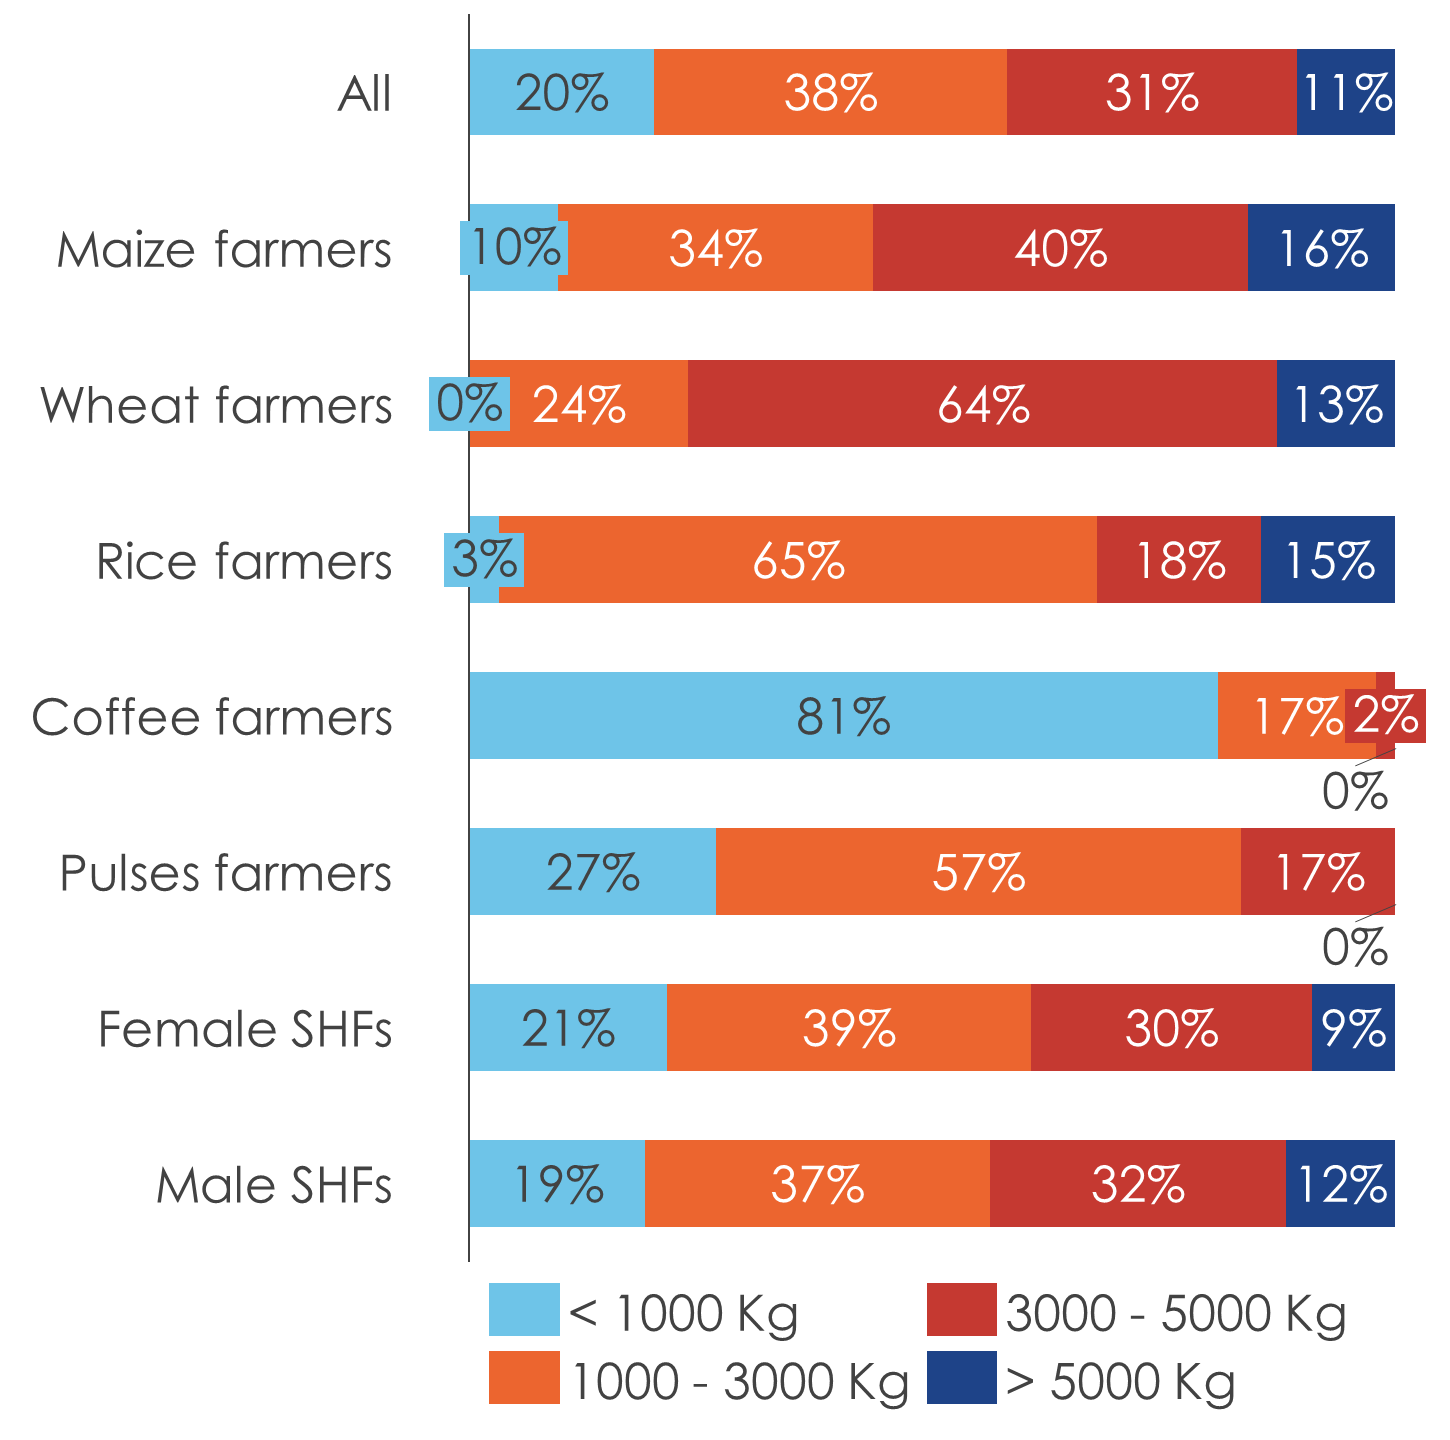 All 20% 38% 31% 11%
Maize farmers 10% 34% 40% 16%
Wheat farmers 0% 24% 64% 13%
Rice farmers 3% 65% 18% 15%
Coffee farmers 81% 17% 2%
0%
Pulses farmers 27% 57% 17%
0%
Female SHFs 21% 39% 30% 9%
Male SHFs 19% 37% 32% 12%
< 1000 Kg 3000 - 5000 Kg
1000 - 3000 Kg > 5000 Kg